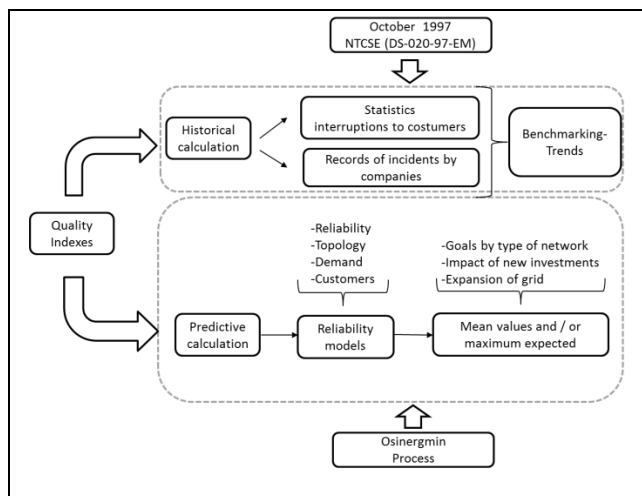 October 1997
NTCSE (DS-020-97-EM)
Historical
calculation
Statistics
interruptions to costumers
Records of incidents by
companies
Benchmarking-
Trends
Quality
Indexes
-Reliability
-Topology
-Demand
-Customers
-Goals by type of network
-Impact of new investments
-Expansion of grid
Predictive
calculation
Reliability
models
Mean values and / or
maximum expected
Osinergmin
Process